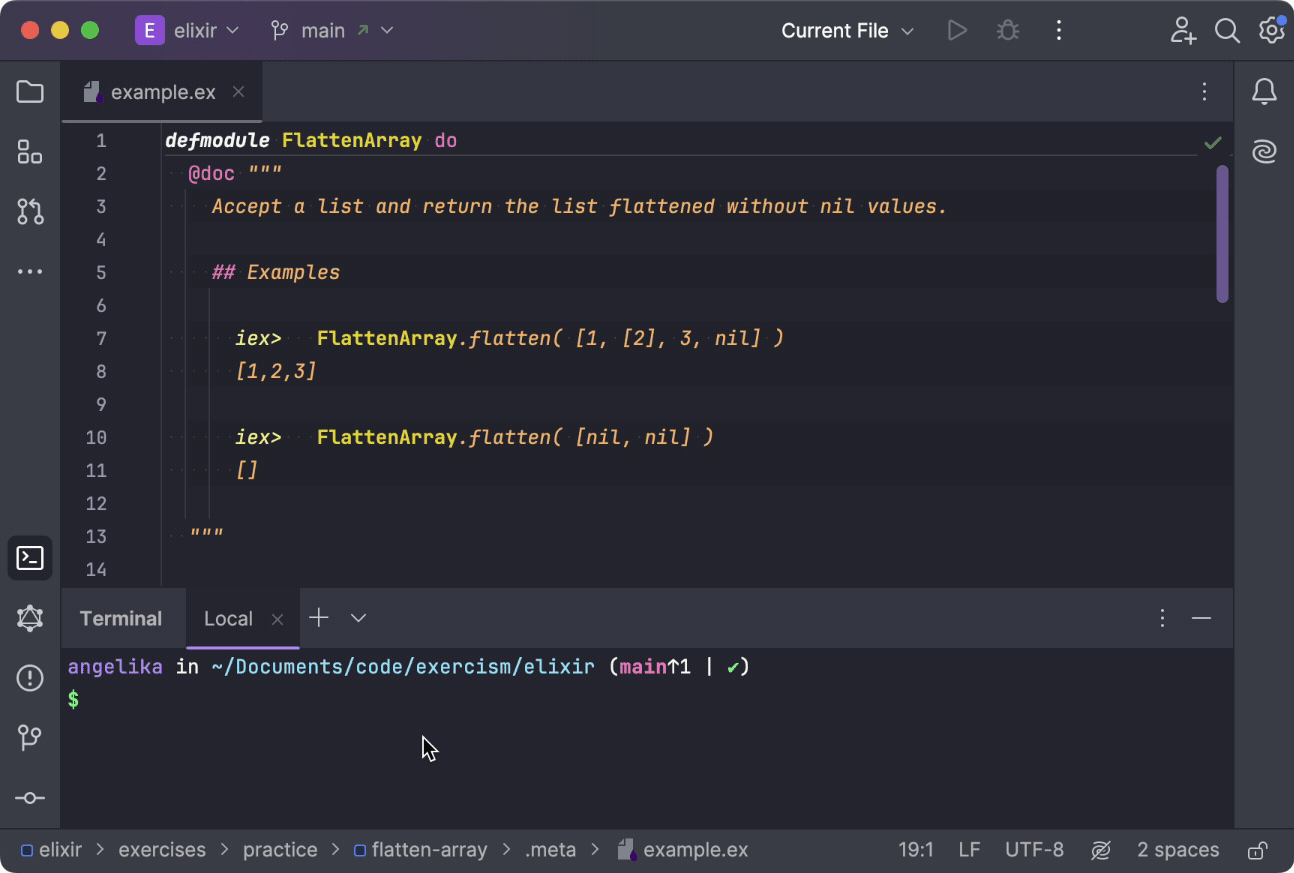 E elixir main Current File
example.ex
1 defmodule FlattenArray do
2 @doc """
3 Accept a list and return the list flattened without nil values.
4
5 ## Examples
6
7 iex> FlattenArray.flatten( [1, [2], 3, nil] )
8 [1,2,3]
9
10 iex> FlattenArray.flatten( [nil, nil] )
11 []
12
13 """
14
Terminal Local
angelika in ~/Documents/code/exercism/elixir (main↑1 | ✔)
$
elixir > exercises > practice > flatten-array > .meta > example.ex 19:1 LF UTF-8 2 spaces